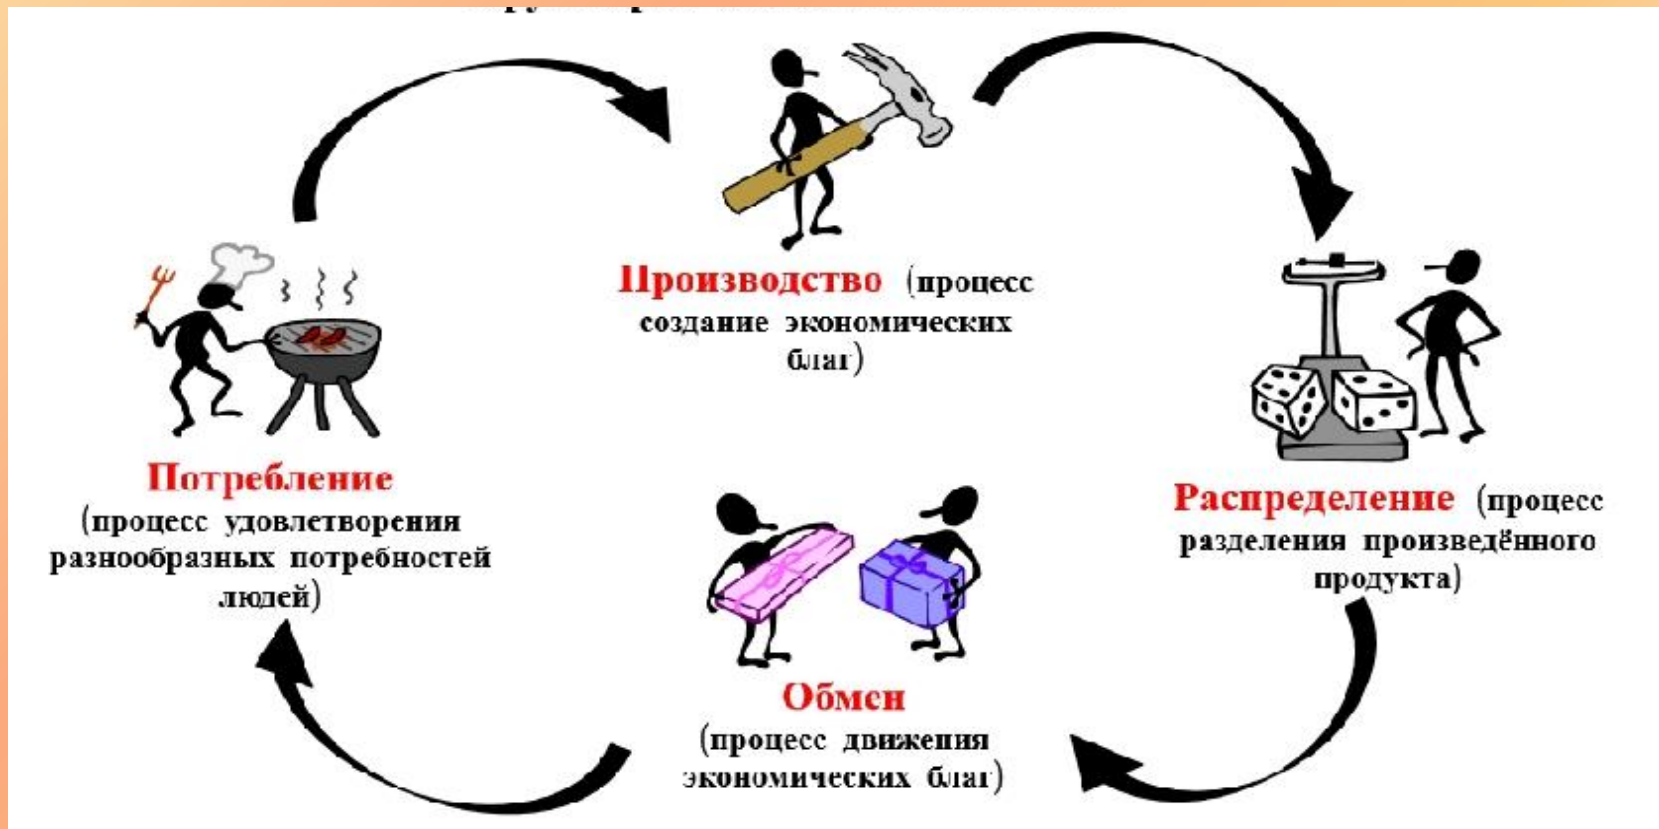 Производство (процесс
создание экономических
благ)
Распределение (процесс
разделения произведённого
продукта)
Обмен
(процесс движения
экономических благ)
Потребление
(процесс удовлетворения
разнообразных потребностей
людей)